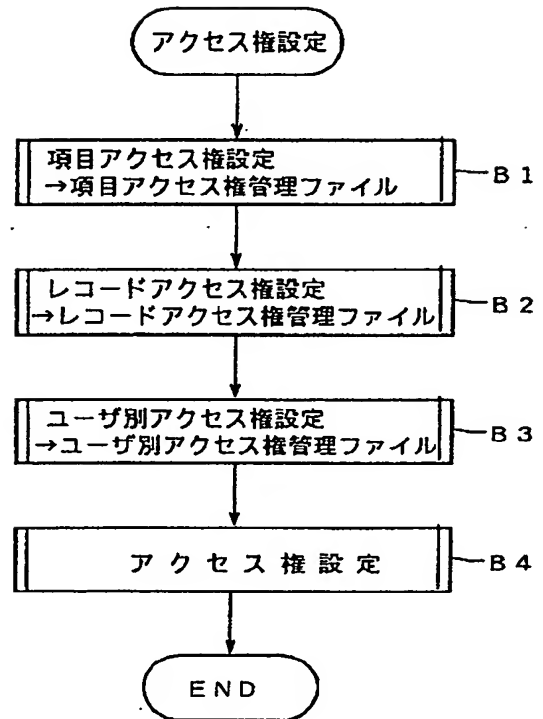 アクセス権設定
項目アクセス権設定
→項目アクセス権管理ファイル
B1
レコードアクセス権設定
→レコードアクセス権管理ファイル
B2
ユーザ別アクセス権設定
→ユーザ別アクセス権管理ファイル
B3
アクセス権設定
B4
END